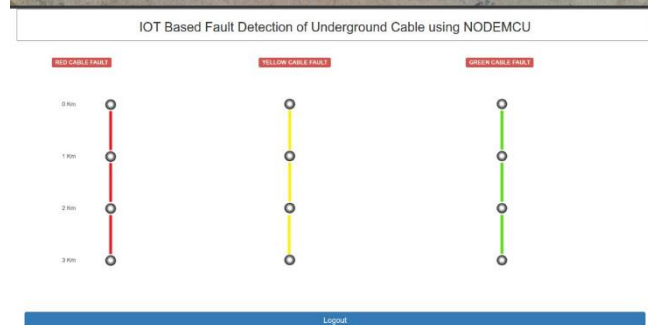 IOT Based Fault Detection of Underground Cable using NODEMCU
RED CABLE FAULT YELLOW CABLE FAULT GREEN CABLE FAULT
0 Km
1 Km
2 Km
3 Km
Logout